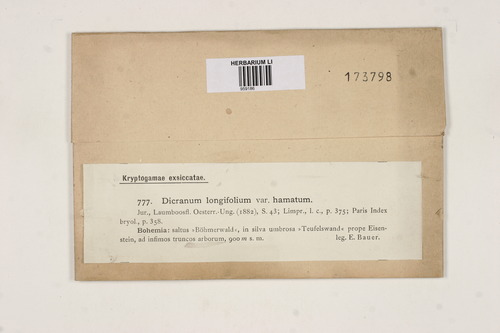 HERBARIUM LI
959186
173798
Kryptogamae exsiccatae.
777. Dicranum longifolium var. hamatum.
Jur., Laummoosfl. Oesterr.-Ung. (1882), S. 43; Limpr., l. c., p. 375; Paris Index
bryol., p. 358.
Bohemia: saltus »Böhmerwald«, in silva umbrosa »Teufelswand« prope Eisen-
stein, ad infimos truncos arborum, 900 m s. m. leg. E. Bauer.